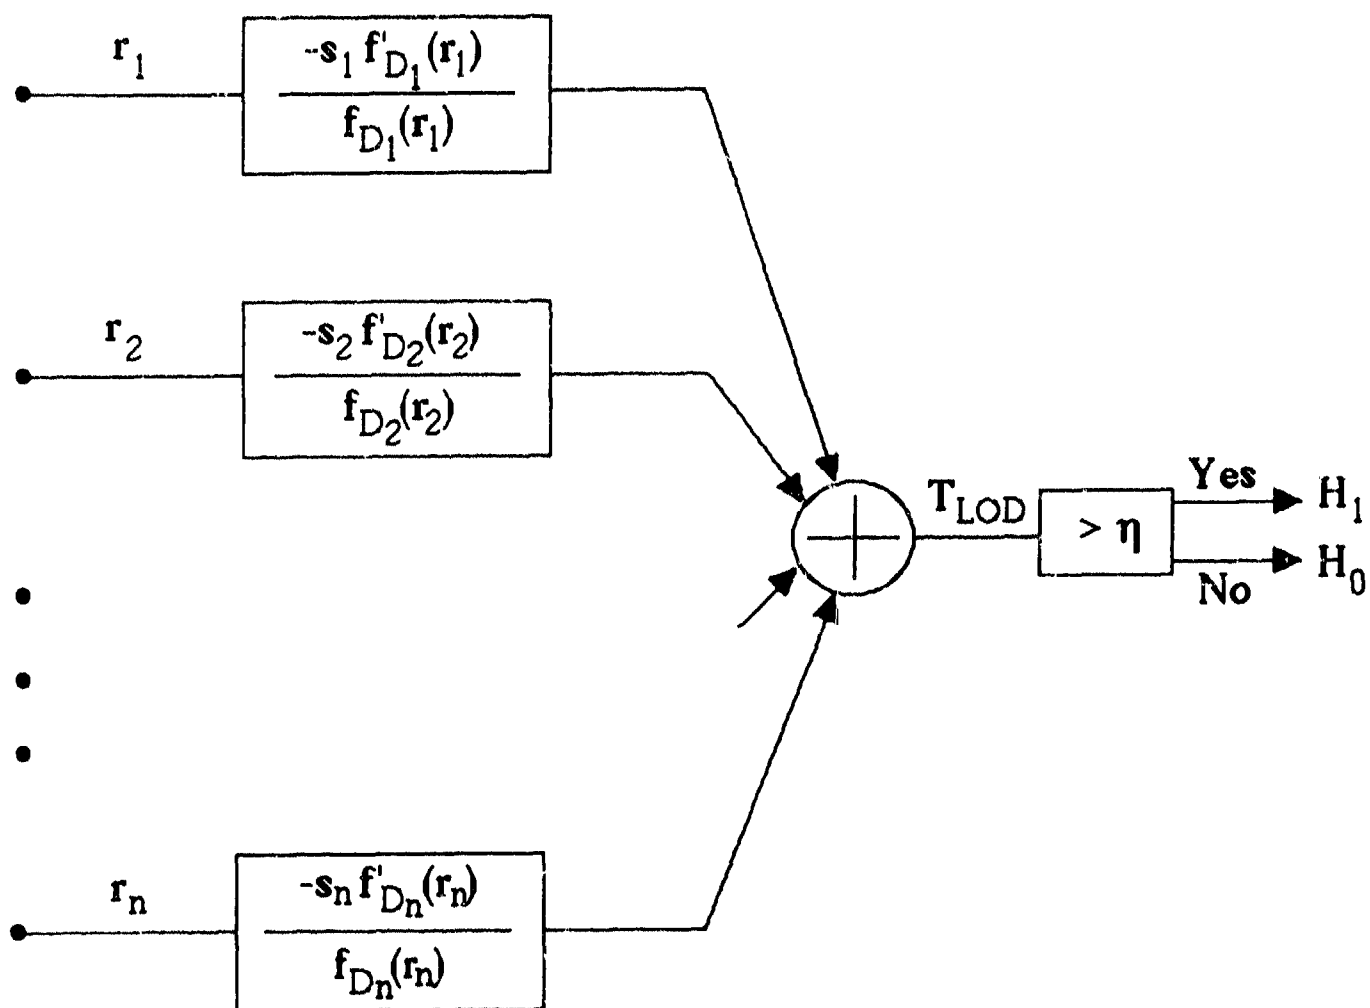 r₁
-s₁ f'D₁(r₁)
fD₁(r₁)
r₂
-s₂ f'D₂(r₂)
fD₂(r₂)
T_LOD
> η
Yes
H₁
No
H₀
rₙ
-sₙ f'Dₙ(rₙ)
fDₙ(rₙ)